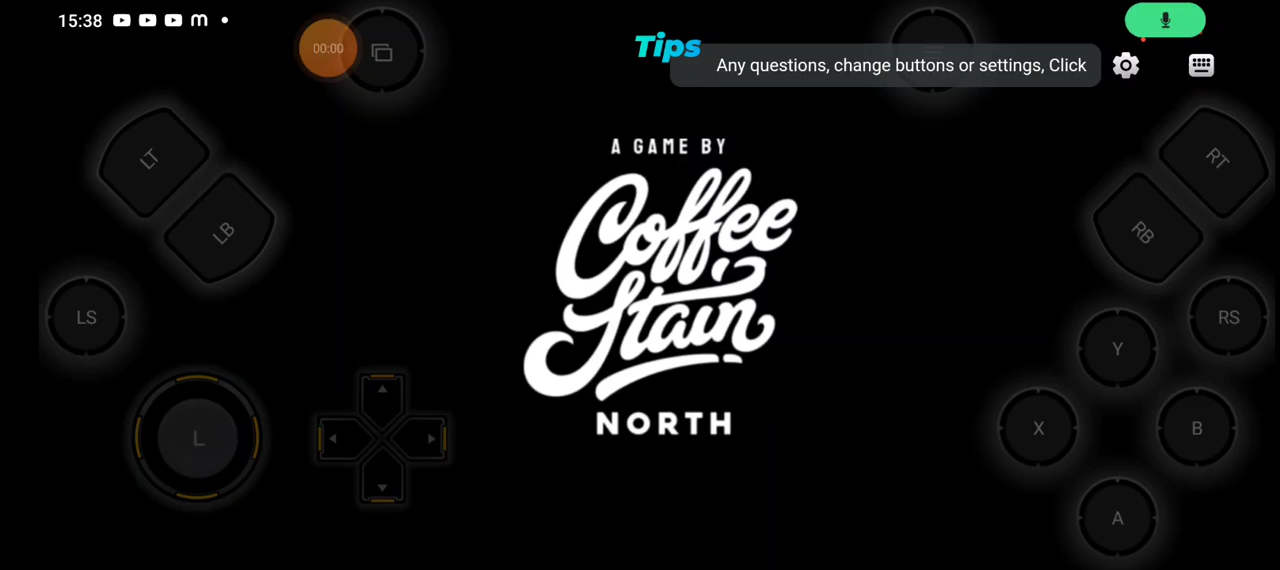 15:38
00:00
Tips
Any questions, change buttons or settings, Click
A GAME BY
Coffee
Stain
NORTH
LT
LB
LS
L
RT
RB
RS
Y
X
B
A